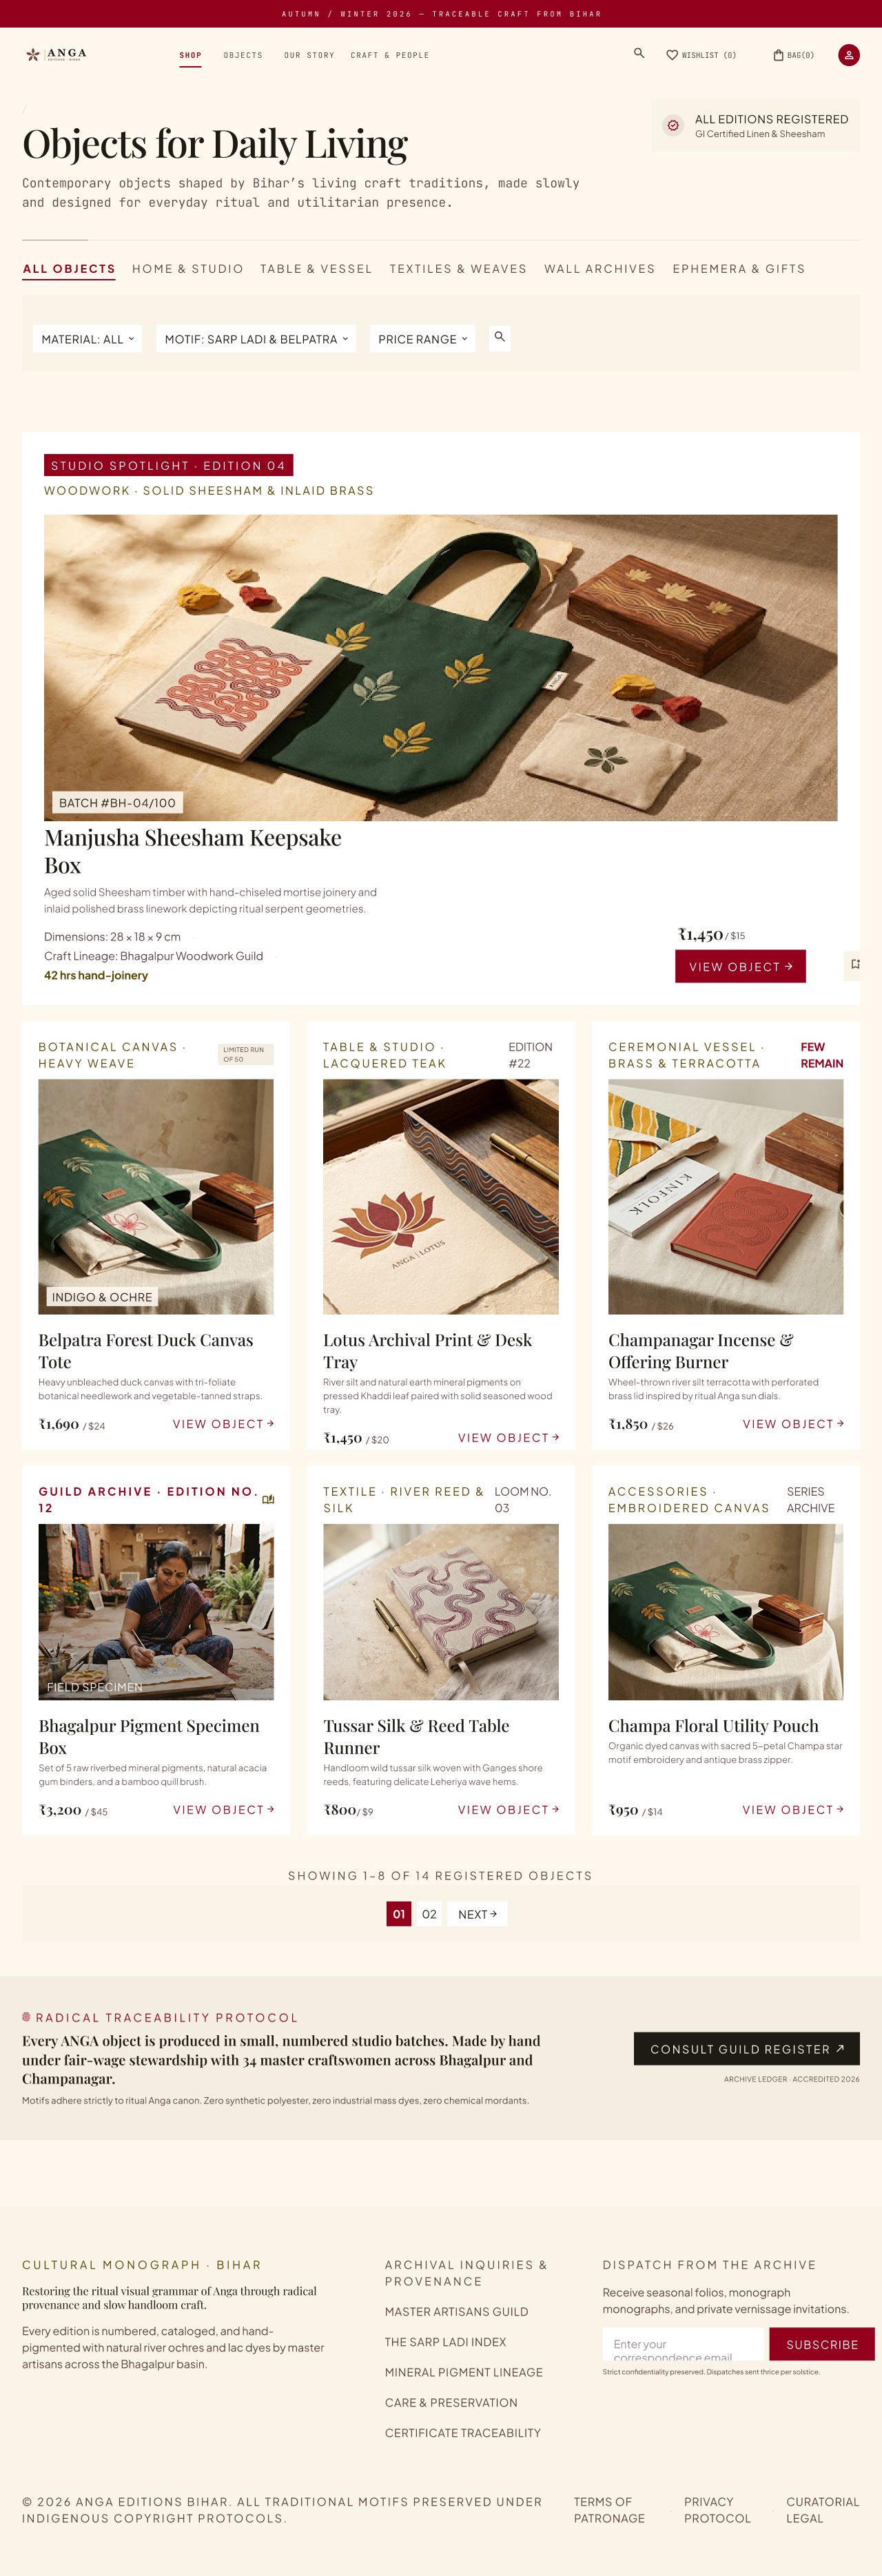 AUTUMN / WINTER 2026 — TRACEABLE CRAFT FROM BIHAR
ANGA
SHOP
OBJECTS
OUR STORY
CRAFT & PEOPLE
WISHLIST (0)
BAG(0)
/
Objects for Daily Living
ALL EDITIONS REGISTERED
GI Certified Linen & Sheesham
Contemporary objects shaped by Bihar’s living craft traditions, made slowly
and designed for everyday ritual and utilitarian presence.
ALL OBJECTS
HOME & STUDIO
TABLE & VESSEL
TEXTILES & WEAVES
WALL ARCHIVES
EPHEMERA & GIFTS
MATERIAL: ALL
MOTIF: SARP LADI & BELPATRA
PRICE RANGE
STUDIO SPOTLIGHT · EDITION 04
WOODWORK · SOLID SHEESHAM & INLAID BRASS
ANGA
BATCH #BH-04/100
Manjusha Sheesham Keepsake
Box
Aged solid Sheesham timber with hand-chiseled mortise joinery and
inlaid polished brass linework depicting ritual serpent geometries.
Dimensions: 28 × 18 × 9 cm
Craft Lineage: Bhagalpur Woodwork Guild
42 hrs hand-joinery
₹1,450 / $15
VIEW OBJECT →
BOTANICAL CANVAS ·
HEAVY WEAVE
LIMITED RUN
OF 50
INDIGO & OCHRE
Belpatra Forest Duck Canvas
Tote
Heavy unbleached duck canvas with tri-foliate
botanical needlework and vegetable-tanned straps.
₹1,690 / $24
VIEW OBJECT →
TABLE & STUDIO ·
LACQUERED TEAK
EDITION
#22
ANGA | LOTUS
Lotus Archival Print & Desk
Tray
River silt and natural earth mineral pigments on
pressed Khaddi leaf paired with solid seasoned wood
tray.
₹1,450 / $20
VIEW OBJECT →
CEREMONIAL VESSEL ·
BRASS & TERRACOTTA
FEW
REMAIN
KINFOLK
Champanagar Incense &
Offering Burner
Wheel-thrown river silt terracotta with perforated
brass lid inspired by ritual Anga sun dials.
₹1,850 / $26
VIEW OBJECT →
GUILD ARCHIVE · EDITION NO.
12
FIELD SPECIMEN
Bhagalpur Pigment Specimen
Box
Set of 5 raw riverbed mineral pigments, natural acacia
gum binders, and a bamboo quill brush.
₹3,200 / $45
VIEW OBJECT →
TEXTILE · RIVER REED &
SILK
LOOM NO.
03
Tussar Silk & Reed Table
Runner
Handloom wild tussar silk woven with Ganges shore
reeds, featuring delicate Leheriya wave hems.
₹800/ $9
VIEW OBJECT →
ACCESSORIES ·
EMBROIDERED CANVAS
SERIES
ARCHIVE
Champa Floral Utility Pouch
Organic dyed canvas with sacred 5-petal Champa star
motif embroidery and antique brass zipper.
₹950 / $14
VIEW OBJECT →
SHOWING 1–8 OF 14 REGISTERED OBJECTS
01
02
NEXT →
RADICAL TRACEABILITY PROTOCOL
Every ANGA object is produced in small, numbered studio batches. Made by hand
under fair-wage stewardship with 34 master craftswomen across Bhagalpur and
Champanagar.
Motifs adhere strictly to ritual Anga canon. Zero synthetic polyester, zero industrial mass dyes, zero chemical mordants.
CONSULT GUILD REGISTER ↗
ARCHIVE LEDGER · ACCREDITED 2026
CULTURAL MONOGRAPH · BIHAR
Restoring the ritual visual grammar of Anga through radical
provenance and slow handloom craft.
Every edition is numbered, cataloged, and hand-
pigmented with natural river ochres and lac dyes by master
artisans across the Bhagalpur basin.
ARCHIVAL INQUIRIES &
PROVENANCE
MASTER ARTISANS GUILD
THE SARP LADI INDEX
MINERAL PIGMENT LINEAGE
CARE & PRESERVATION
CERTIFICATE TRACEABILITY
DISPATCH FROM THE ARCHIVE
Receive seasonal folios, monograph
monographs, and private vernissage invitations.
Enter your
correspondence email
SUBSCRIBE
Strict confidentiality preserved. Dispatches sent thrice per solstice.
© 2026 ANGA EDITIONS BIHAR. ALL TRADITIONAL MOTIFS PRESERVED UNDER
INDIGENOUS COPYRIGHT PROTOCOLS.
TERMS OF
PATRONAGE
PRIVACY
PROTOCOL
CURATORIAL
LEGAL